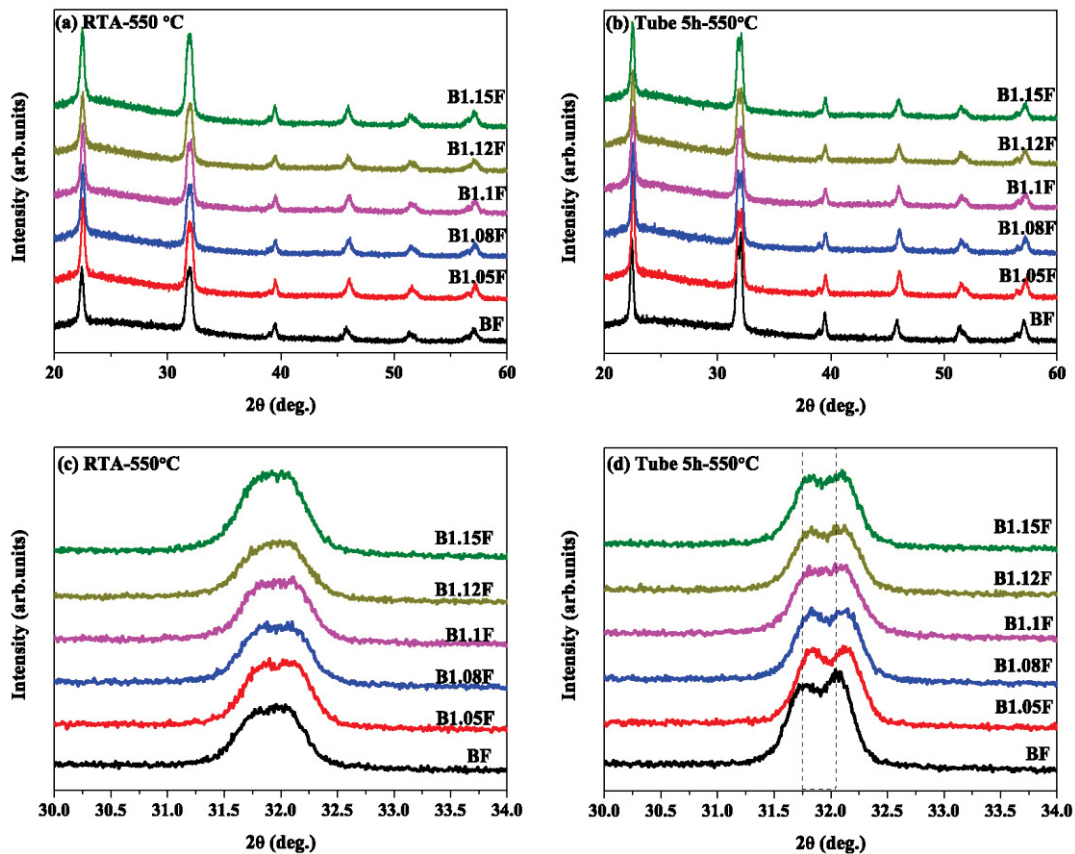 (a) RTA-550 °C
B1.15F
B1.12F
B1.1F
B1.08F
B1.05F
BF
Intensity (arb.units)
20 30 40 50 60
2θ (deg.)
(b) Tube 5h-550°C
B1.15F
B1.12F
B1.1F
B1.08F
B1.05F
BF
Intensity (arb.units)
20 30 40 50 60
2θ (deg.)
(c) RTA-550°C
B1.15F
B1.12F
B1.1F
B1.08F
B1.05F
BF
Intensity (arb.units)
30.0 30.5 31.0 31.5 32.0 32.5 33.0 33.5 34.0
2θ (deg.)
(d) Tube 5h-550°C
B1.15F
B1.12F
B1.1F
B1.08F
B1.05F
BF
Intensity (arb.units)
30.0 30.5 31.0 31.5 32.0 32.5 33.0 33.5 34.0
2θ (deg.)